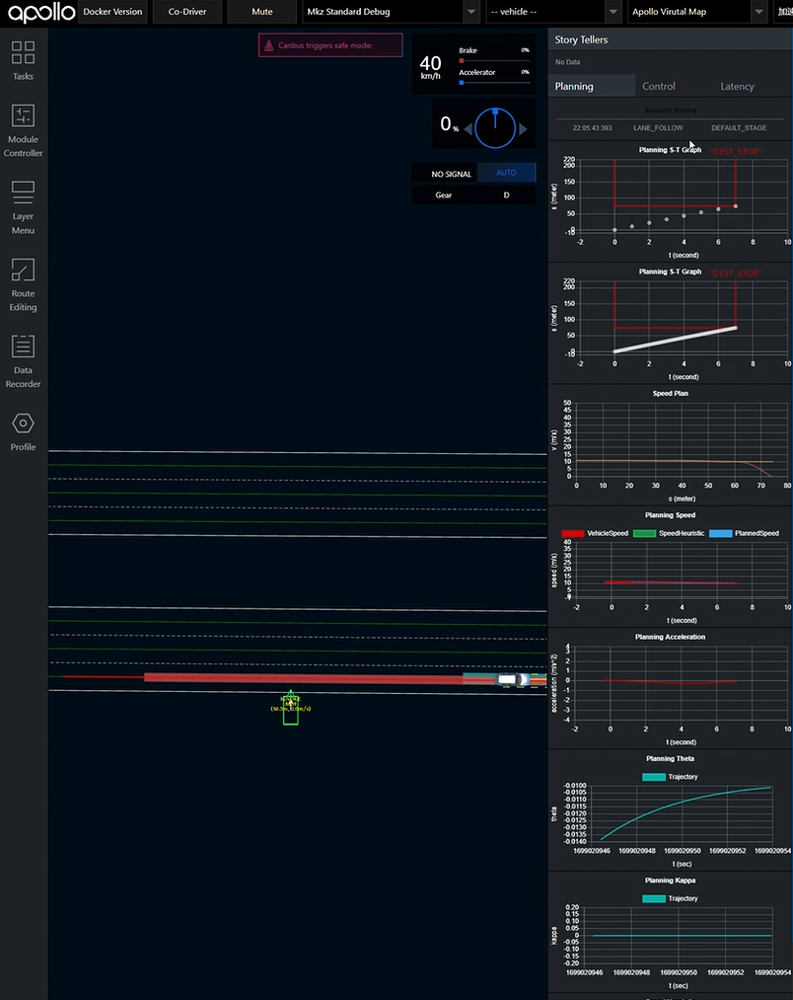 apollo Docker Version Co-Driver Mute Mkz Standard Debug -- vehicle -- Apollo Virutal Map
Tasks
Module
Controller
Layer
Menu
Route
Editing
Data
Recorder
Profile
Canbus triggers safe mode:
40
km/h
Brake 0%
Accelerator 0%
0 %
NO SIGNAL AUTO
Gear D
Story Tellers
No Data
Planning Control Latency
Scenario History
22:05:43:393 LANE_FOLLOW DEFAULT_STAGE
Planning S-T Graph
"DEST_STOP"
s (meter)
220
200
150
100
50
0
-10
-2 0 2 4 6 8 10
t (second)
Planning S-T Graph
"DEST_STOP"
s (meter)
220
200
150
100
50
0
-10
-2 0 2 4 6 8 10
t (second)
Speed Plan
v (m/s)
50
45
40
35
30
25
20
15
10
5
0
0 10 20 30 40 50 60 70 80
s (meter)
Planning Speed
VehicleSpeed SpeedHeuristic PlannedSpeed
speed (m/s)
40
35
30
25
20
15
10
5
-2 0 2 4 6 8 10
t (second)
Planning Acceleration
acceleration (m/s^2)
4
3
2
1
0
-1
-2
-3
-4
-2 0 2 4 6 8 10
t (second)
Planning Theta
Trajectory
theta
-0.0100
-0.0105
-0.0110
-0.0115
-0.0120
-0.0125
-0.0130
-0.0135
-0.0140
1699020946 1699020948 1699020950 1699020952 1699020954
t (sec)
Planning Kappa
Trajectory
kappa
0.20
0.15
0.10
0.05
0
-0.05
-0.10
-0.15
-0.20
1699020946 1699020948 1699020950 1699020952 1699020954
t (sec)